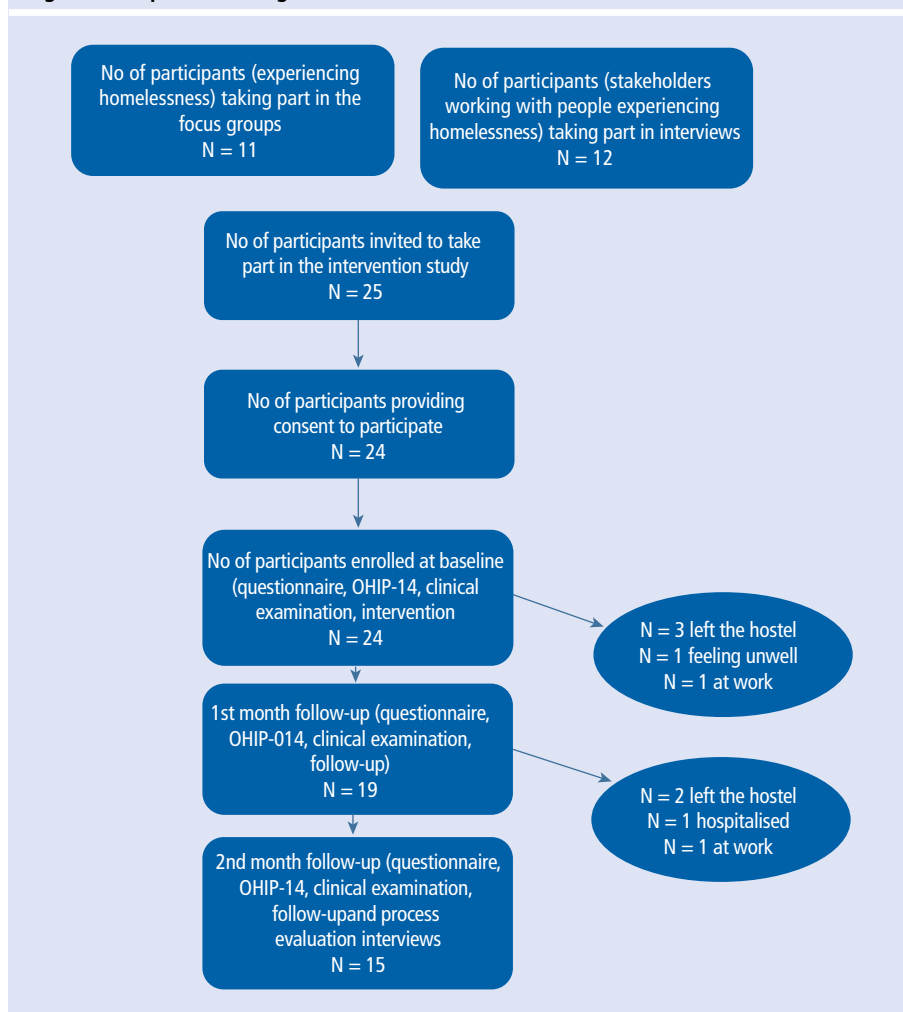 No of participants (experiencing
homelessness) taking part in the
focus groups
N = 11
No of participants (stakeholders
working with people experiencing
homelessness) taking part in interviews
N = 12
No of participants invited to take
part in the intervention study
N = 25
No of participants providing
consent to participate
N = 24
No of participants enrolled at baseline
(questionnaire, OHIP-14, clinical
examination, intervention
N = 24
N = 3 left the hostel
N = 1 feeling unwell
N = 1 at work
1st month follow-up (questionnaire,
OHIP-014, clinical examination,
follow-up)
N = 19
N = 2 left the hostel
N = 1 hospitalised
N = 1 at work
2nd month follow-up (questionnaire,
OHIP-14, clinical examination,
follow-upand process
evaluation interviews
N = 15